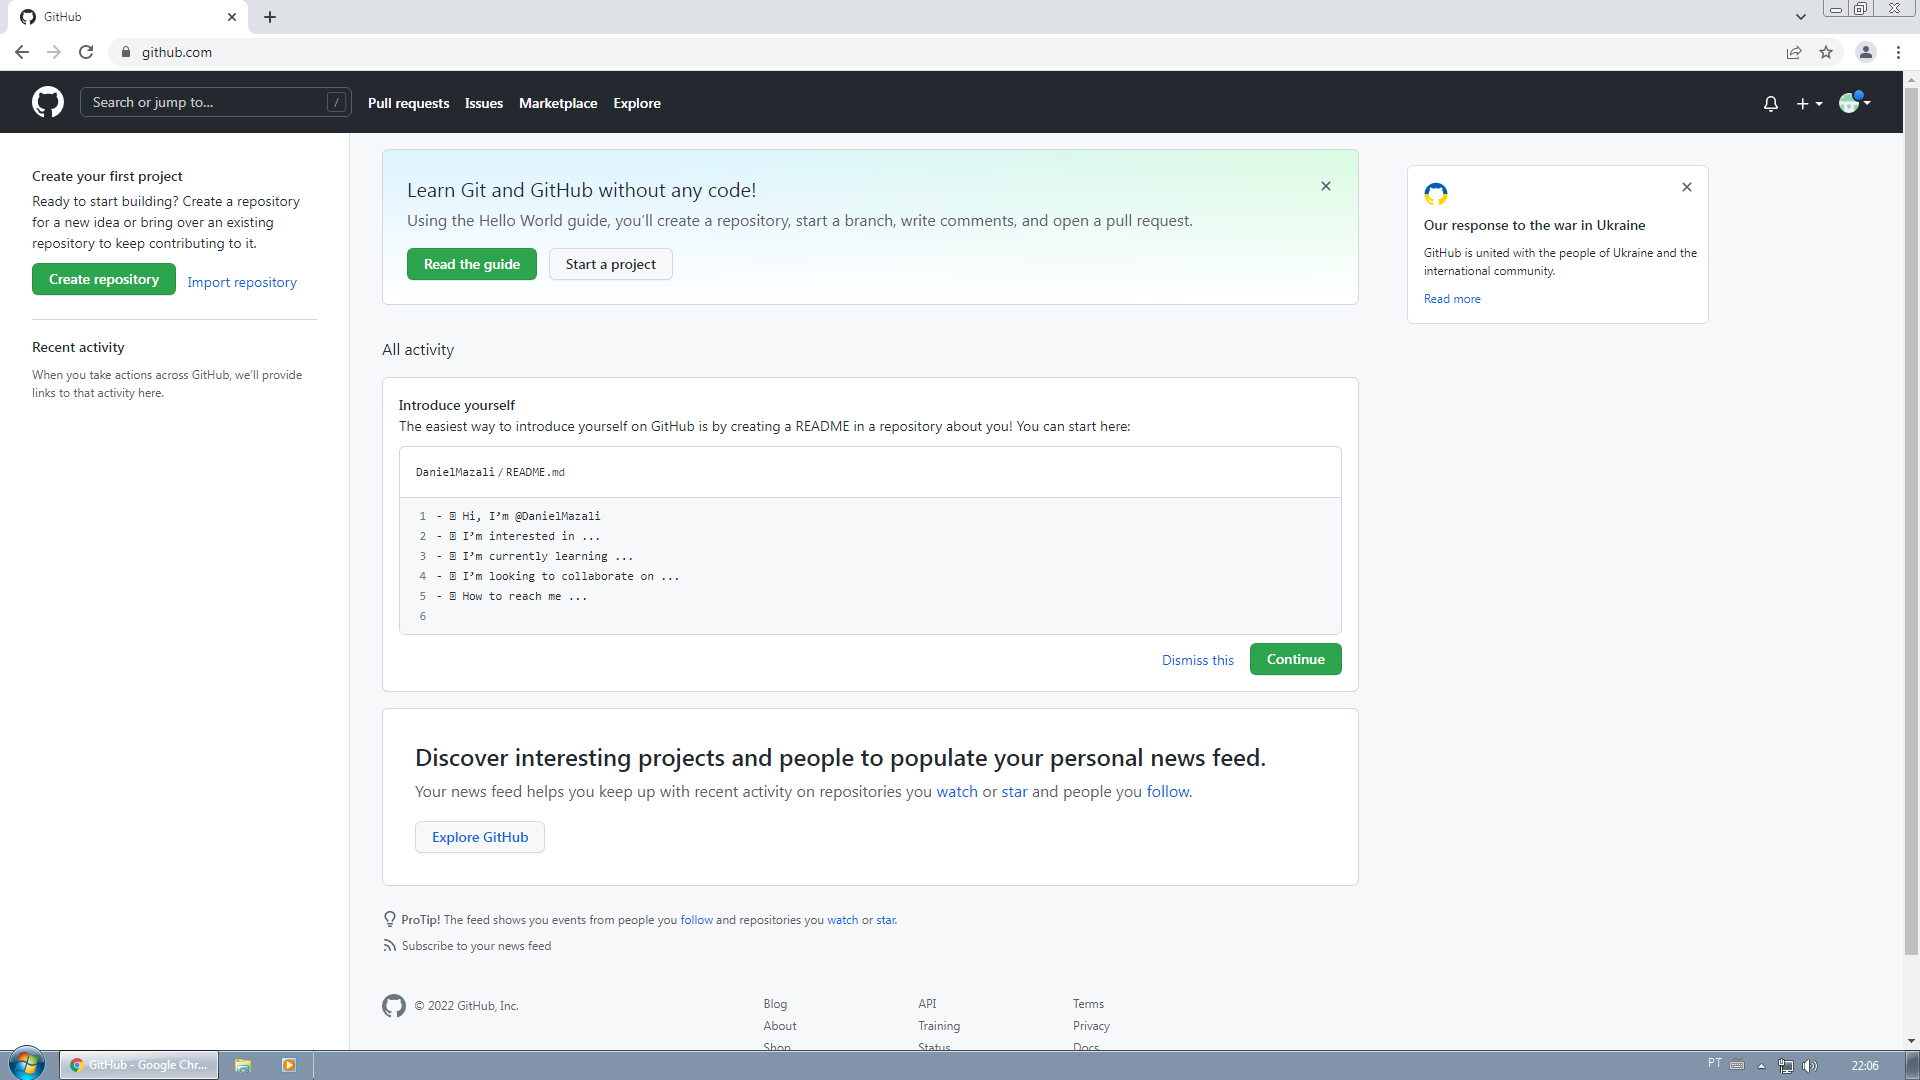 GitHub
github.com
Search or jump to...
/
Pull requests
Issues
Marketplace
Explore
Create your first project
Ready to start building? Create a repository
for a new idea or bring over an existing
repository to keep contributing to it.
Create repository
Import repository
Recent activity
When you take actions across GitHub, we'll provide
links to that activity here.
Learn Git and GitHub without any code!
Using the Hello World guide, you'll create a repository, start a branch, write comments, and open a pull request.
Read the guide
Start a project
All activity
Introduce yourself
The easiest way to introduce yourself on GitHub is by creating a README in a repository about you! You can start here:
DanielMazali / README.md
1 - Hi, I'm @DanielMazali
2 - I'm interested in ...
3 - I'm currently learning ...
4 - I'm looking to collaborate on ...
5 - How to reach me ...
6
Dismiss this
Continue
Discover interesting projects and people to populate your personal news feed.
Your news feed helps you keep up with recent activity on repositories you watch or star and people you follow.
Explore GitHub
ProTip! The feed shows you events from people you follow and repositories you watch or star.
Subscribe to your news feed
Our response to the war in Ukraine
GitHub is united with the people of Ukraine and the
international community.
Read more
© 2022 GitHub, Inc.
Blog
About
Shop
API
Training
Status
Terms
Privacy
Docs
GitHub - Google Chr...
PT
22:06